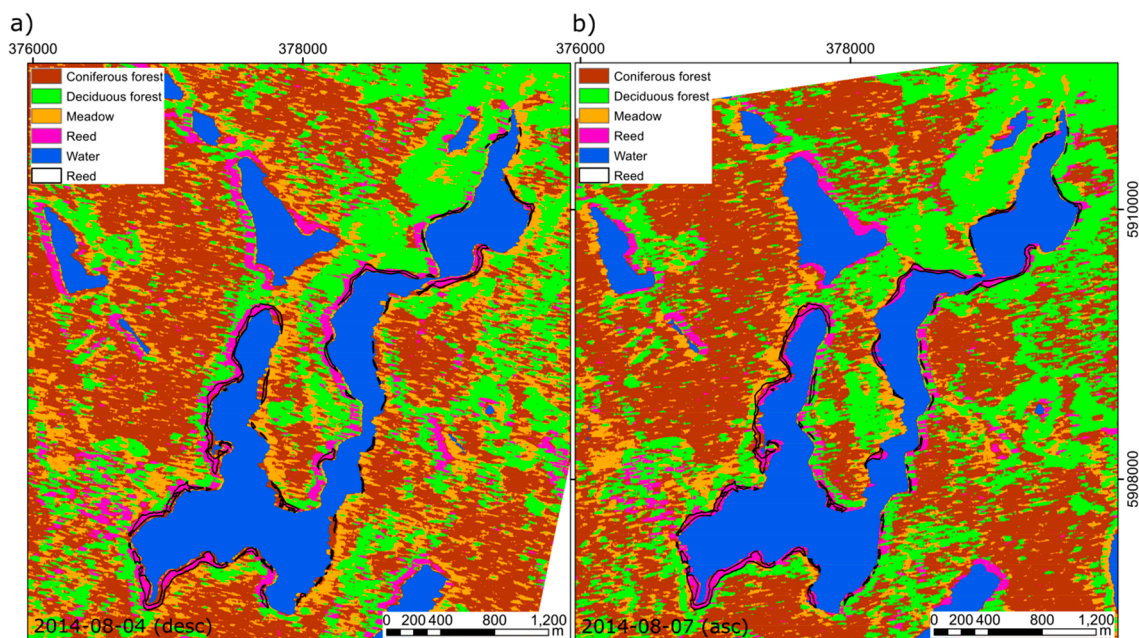 a)
b)
376000
378000
376000
378000
Coniferous forest
Deciduous forest
Meadow
Reed
Water
Reed
Coniferous forest
Deciduous forest
Meadow
Reed
Water
Reed
5910000
5908000
2014-08-04 (desc)
0 200 400 800 1,200
m
2014-08-07 (asc)
0 200 400 800 1,200
m